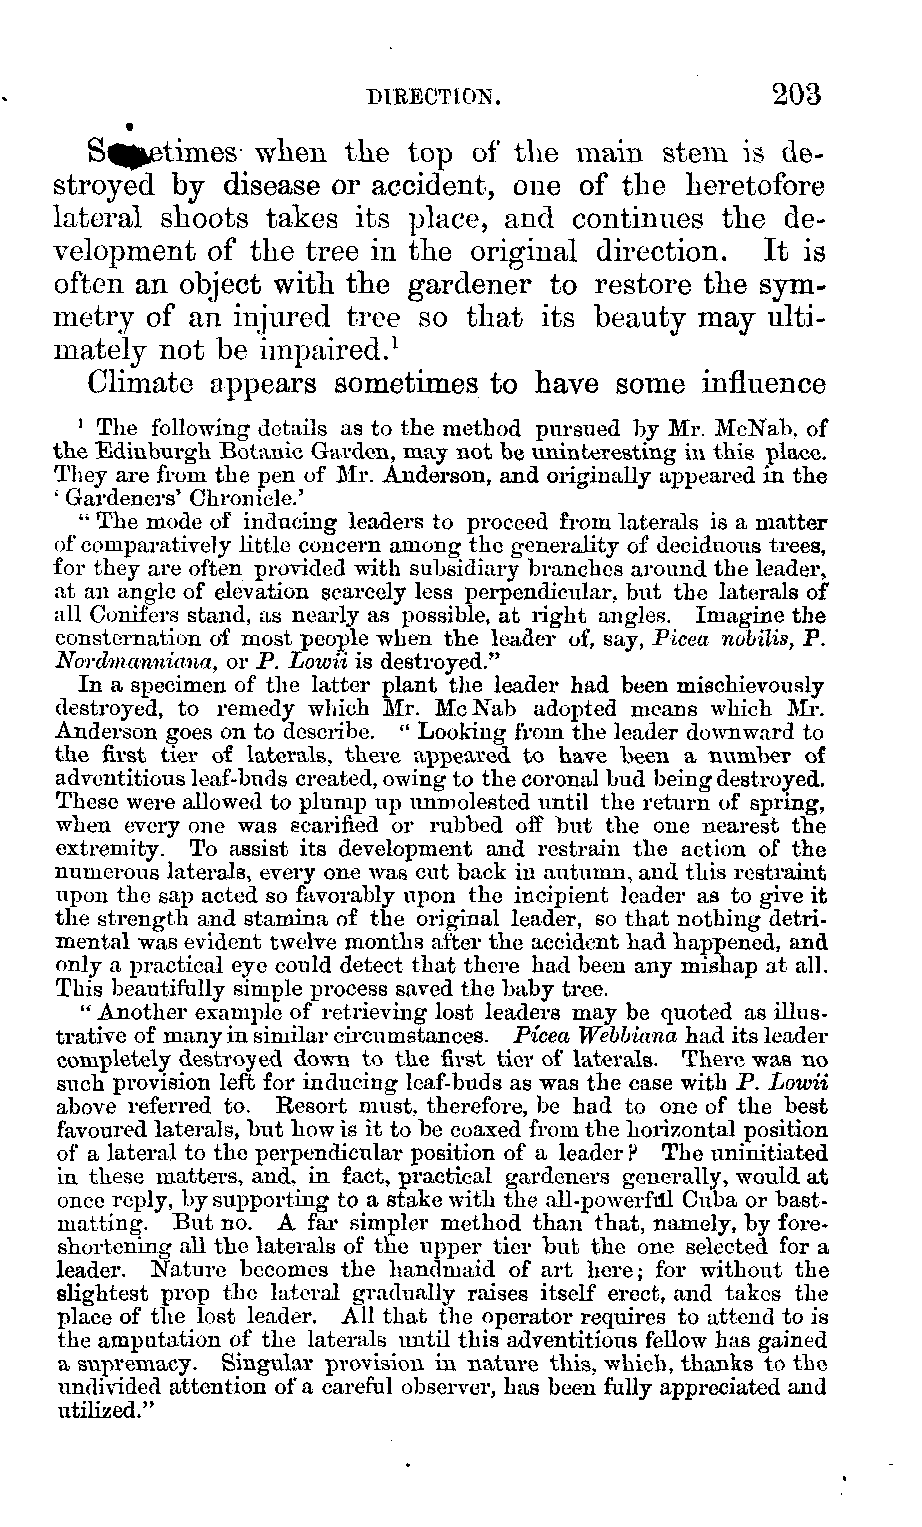 DIRECTION. 203
Sometimes when the top of the main stem is de-
stroyed by disease or accident, one of the heretofore
lateral shoots takes its place, and continues the de-
velopment of the tree in the original direction. It is
often an object with the gardener to restore the sym-
metry of an injured tree so that its beauty may ulti-
mately not be impaired.¹
Climate appears sometimes to have some influence
¹ The following details as to the method pursued by Mr. McNab, of
the Edinburgh Botanic Garden, may not be uninteresting in this place.
They are from the pen of Mr. Anderson, and originally appeared in the
‘Gardeners’ Chronicle.’
“The mode of inducing leaders to proceed from laterals is a matter
of comparatively little concern among the generality of deciduous trees,
for they are often provided with subsidiary branches around the leader,
at an angle of elevation scarcely less perpendicular, but the laterals of
all Conifers stand, as nearly as possible, at right angles. Imagine the
consternation of most people when the leader of, say, Picea nobilis, P.
Nordmanniana, or P. Lowii is destroyed.”
In a specimen of the latter plant the leader had been mischievously
destroyed, to remedy which Mr. McNab adopted means which Mr.
Anderson goes on to describe. “Looking from the leader downward to
the first tier of laterals, there appeared to have been a number of
adventitious leaf-buds created, owing to the coronal bud being destroyed.
These were allowed to plump up unmolested until the return of spring,
when every one was scarified or rubbed off but the one nearest the
extremity. To assist its development and restrain the action of the
numerous laterals, every one was cut back in autumn, and this restraint
upon the sap acted so favorably upon the incipient leader as to give it
the strength and stamina of the original leader, so that nothing detri-
mental was evident twelve months after the accident had happened, and
only a practical eye could detect that there had been any mishap at all.
This beautifully simple process saved the baby tree.
“Another example of retrieving lost leaders may be quoted as illus-
trative of many in similar circumstances. Picea Webbiana had its leader
completely destroyed down to the first tier of laterals. There was no
such provision left for inducing leaf-buds as was the case with P. Lowii
above referred to. Resort must, therefore, be had to one of the best
favoured laterals, but how is it to be coaxed from the horizontal position
of a lateral to the perpendicular position of a leader? The uninitiated
in these matters, and, in fact, practical gardeners generally, would at
once reply, by supporting to a stake with the all-powerful Cuba or bast-
matting. But no. A far simpler method than that, namely, by fore-
shortening all the laterals of the upper tier but the one selected for a
leader. Nature becomes the handmaid of art here; for without the
slightest prop the lateral gradually raises itself erect, and takes the
place of the lost leader. All that the operator requires to attend to is
the amputation of the laterals until this adventitious fellow has gained
a supremacy. Singular provision in nature this, which, thanks to the
undivided attention of a careful observer, has been fully appreciated and
utilized.”